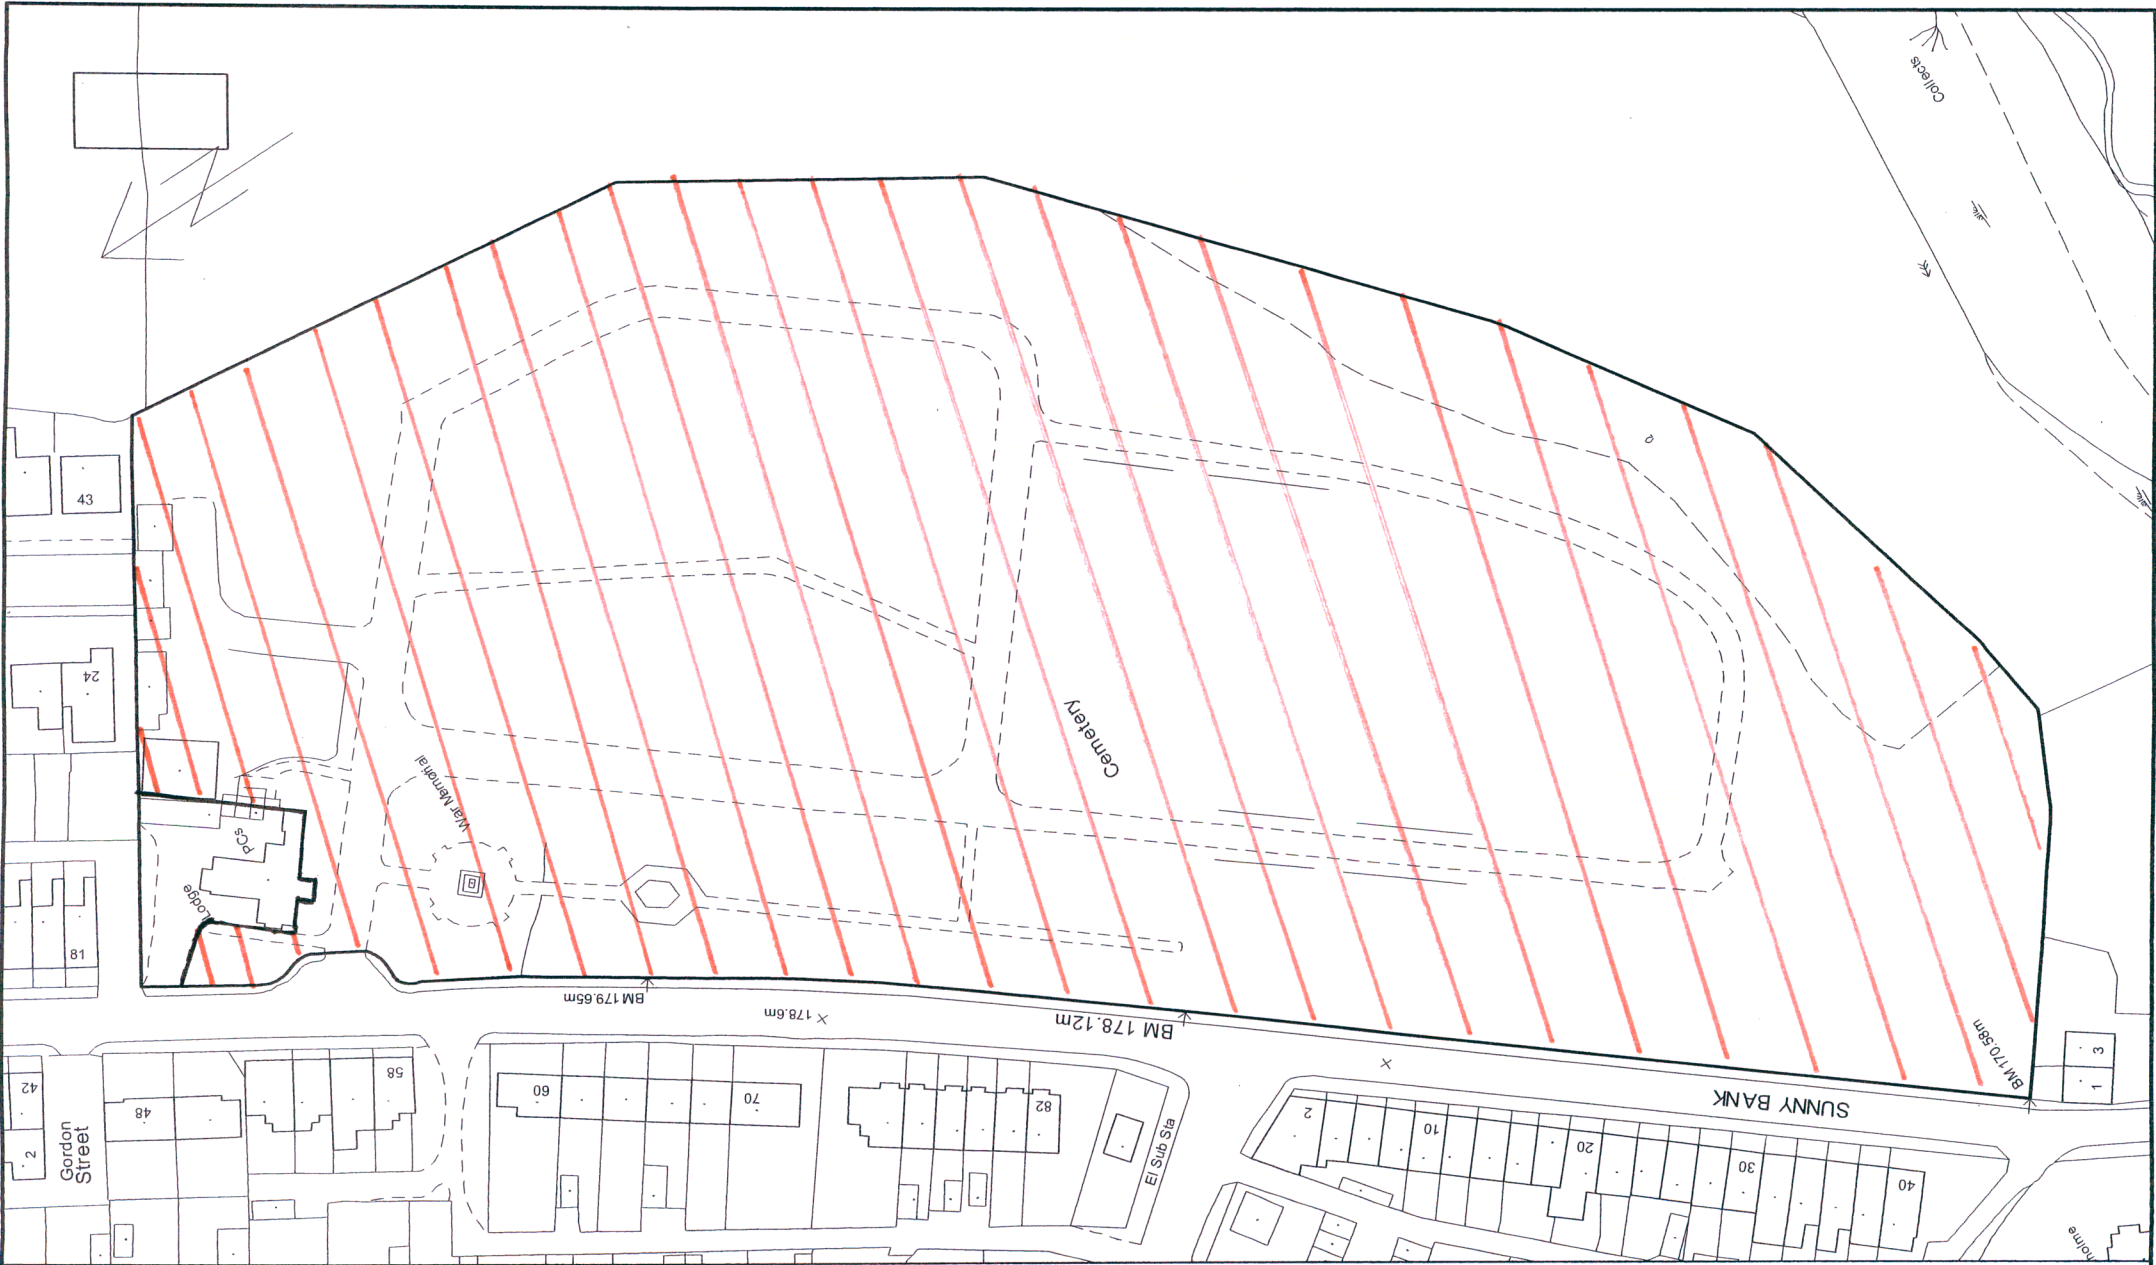 Collects
43
24
War Memorial
Cemetery
PCs
Lodge
81
BM 179.65m
178.6m
BM 178.12m
BM 170.58m
SUNNY BANK
3
1
42
2
Gordon
Street
48
58
60
70
82
El Sub Sta
2
10
20
30
40
holme